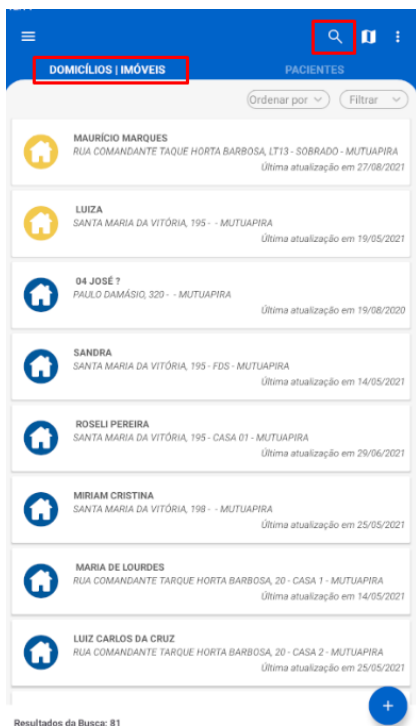 DOMICÍLIOS | IMÓVEIS
PACIENTES
Ordenar por
Filtrar
MAURÍCIO MARQUES
RUA COMANDANTE TAQUE HORTA BARBOSA, LT13 - SOBRADO - MUTUAPIRA
Última atualização em 27/08/2021
LUIZA
SANTA MARIA DA VITÓRIA, 195 - - MUTUAPIRA
Última atualização em 19/05/2021
04 JOSÉ ?
PAULO DAMÁSIO, 320 - - MUTUAPIRA
Última atualização em 19/08/2020
SANDRA
SANTA MARIA DA VITÓRIA, 195 - FDS - MUTUAPIRA
Última atualização em 14/05/2021
ROSELI PEREIRA
SANTA MARIA DA VITÓRIA, 195 - CASA 01 - MUTUAPIRA
Última atualização em 29/06/2021
MIRIAM CRISTINA
SANTA MARIA DA VITÓRIA, 198 - - MUTUAPIRA
Última atualização em 25/05/2021
MARIA DE LOURDES
RUA COMANDANTE TARQUE HORTA BARBOSA, 20 - CASA 1 - MUTUAPIRA
Última atualização em 14/05/2021
LUIZ CARLOS DA CRUZ
RUA COMANDANTE TARQUE HORTA BARBOSA, 20 - CASA 2 - MUTUAPIRA
Última atualização em 25/05/2021
Resultados da Busca: 81